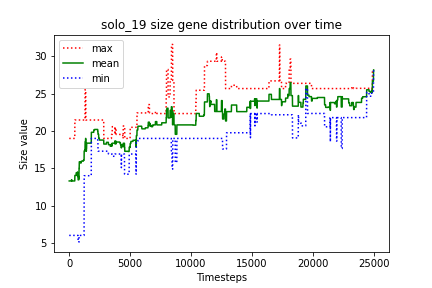 solo_19 size gene distribution over time
max
mean
min
Size value
30
25
20
15
10
5
0
5000
10000
15000
20000
25000
Timesteps